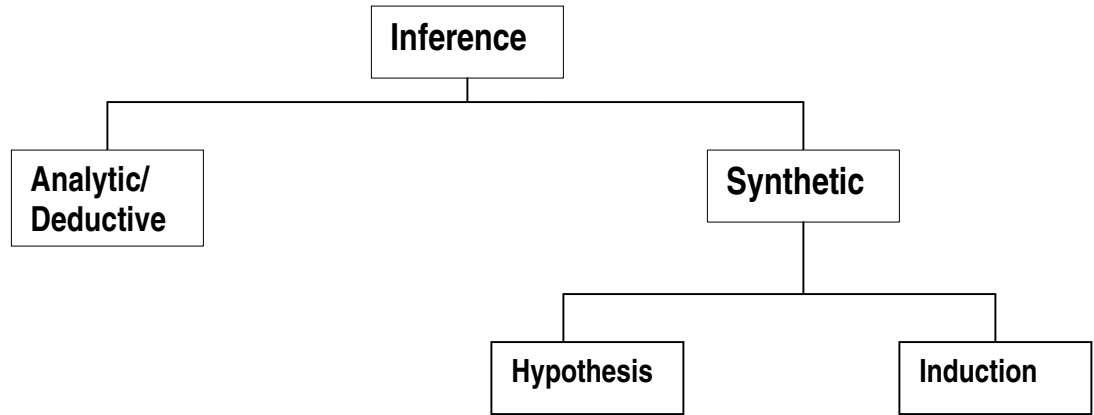 Inference
Analytic/
Deductive
Synthetic
Hypothesis
Induction